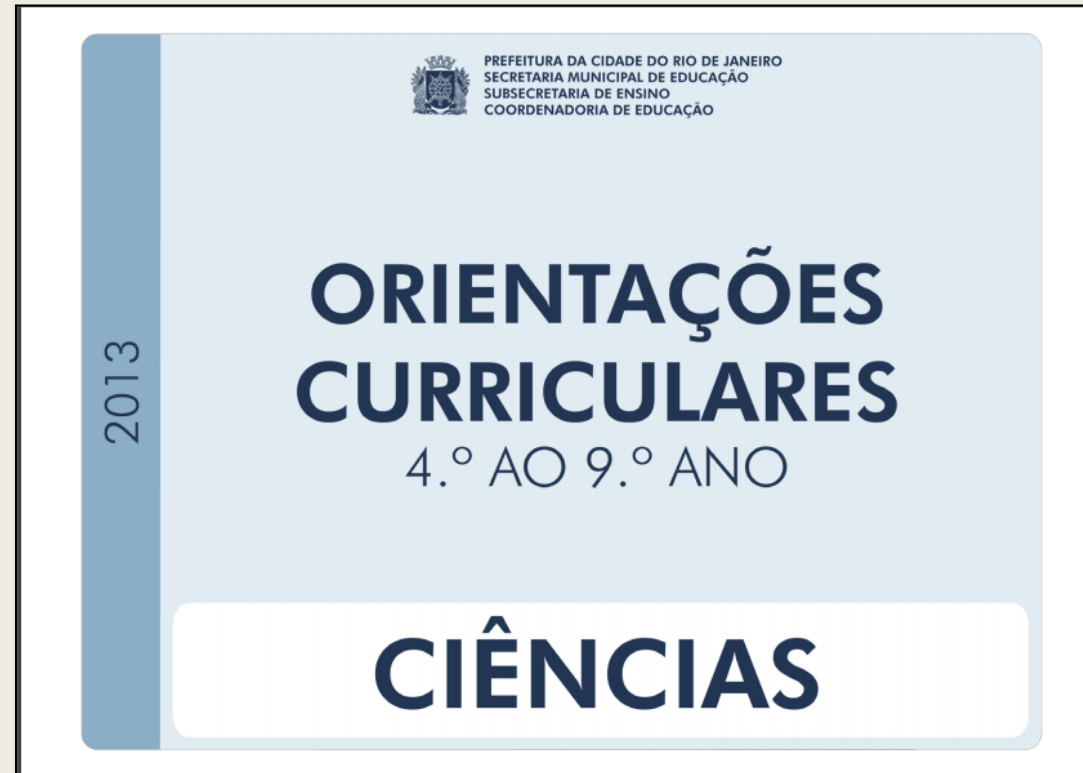 PREFEITURA DA CIDADE DO RIO DE JANEIRO
SECRETARIA MUNICIPAL DE EDUCAÇÃO
SUBSECRETARIA DE ENSINO
COORDENADORIA DE EDUCAÇÃO
2013
ORIENTAÇÕES
CURRICULARES
4.º AO 9.º ANO
CIÊNCIAS